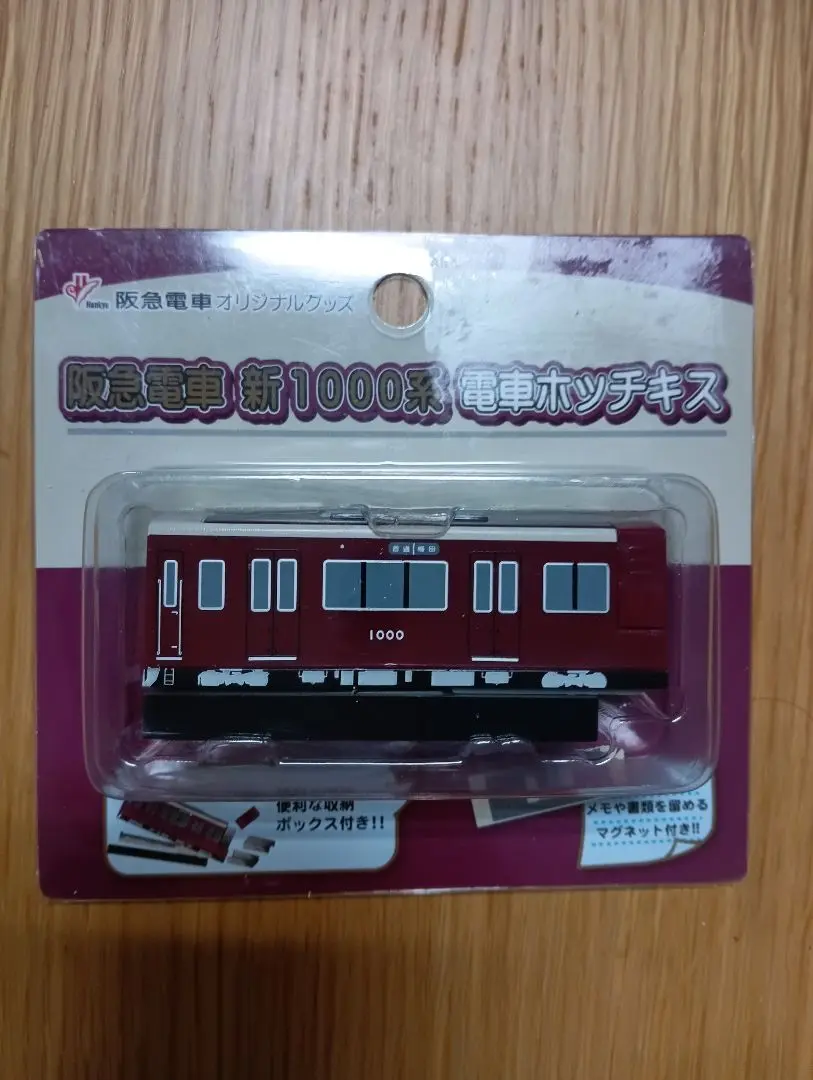 Hankyu 阪急電車オリジナルグッズ
阪急電車 新1000系 電車ホッチキス
普通 梅田
1000
便利な収納
ボックス付き!!
メモや書類を留める
マグネット付き!!